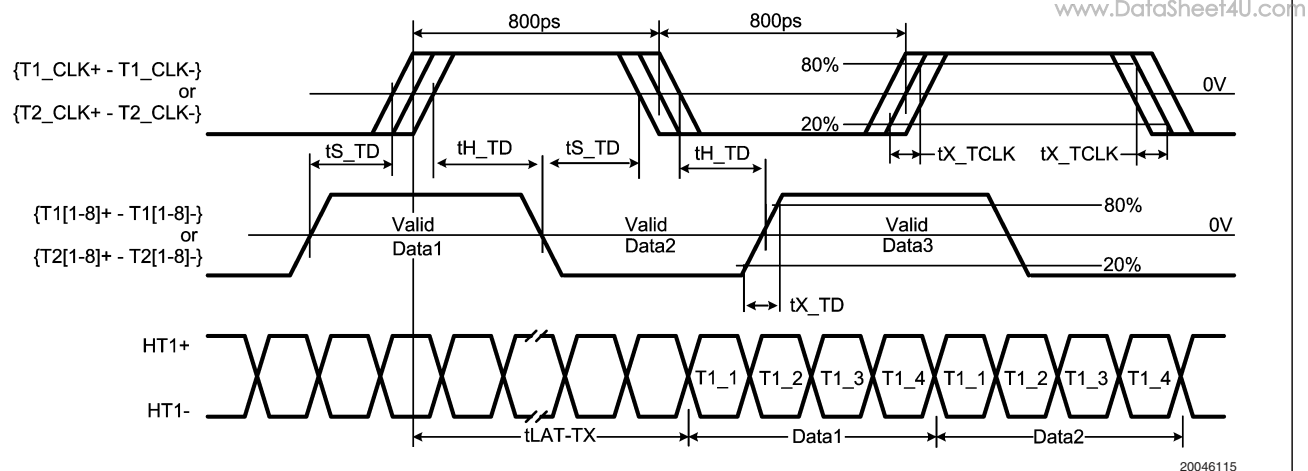 www.DataSheet4U.com
800ps
800ps
{T1_CLK+ - T1_CLK-}
or
{T2_CLK+ - T2_CLK-}
80%
0V
20%
tS_TD
tH_TD
tS_TD
tH_TD
tX_TCLK
tX_TCLK
{T1[1-8]+ - T1[1-8]-}
or
{T2[1-8]+ - T2[1-8]-}
Valid
Data1
Valid
Data2
Valid
Data3
80%
0V
20%
tX_TD
HT1+
HT1-
T1_1
T1_2
T1_3
T1_4
T1_1
T1_2
T1_3
T1_4
tLAT-TX
Data1
Data2
20046115